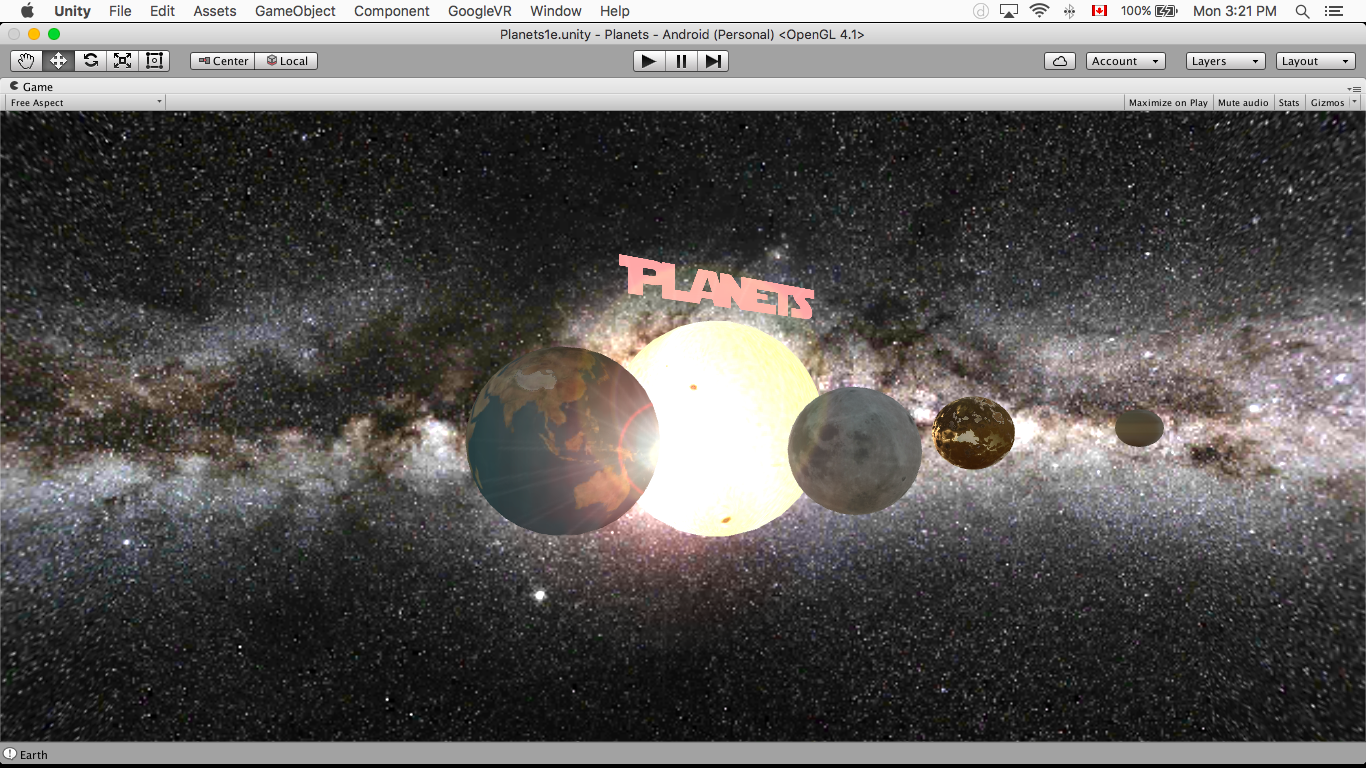 Unity File Edit Assets GameObject Component GoogleVR Window Help 100% Mon 3:21 PM
Planets1e.unity - Planets - Android (Personal) <OpenGL 4.1>
Center Local Account Layers Layout
Game
Free Aspect Maximize on Play Mute audio Stats Gizmos
PLANETS
Earth